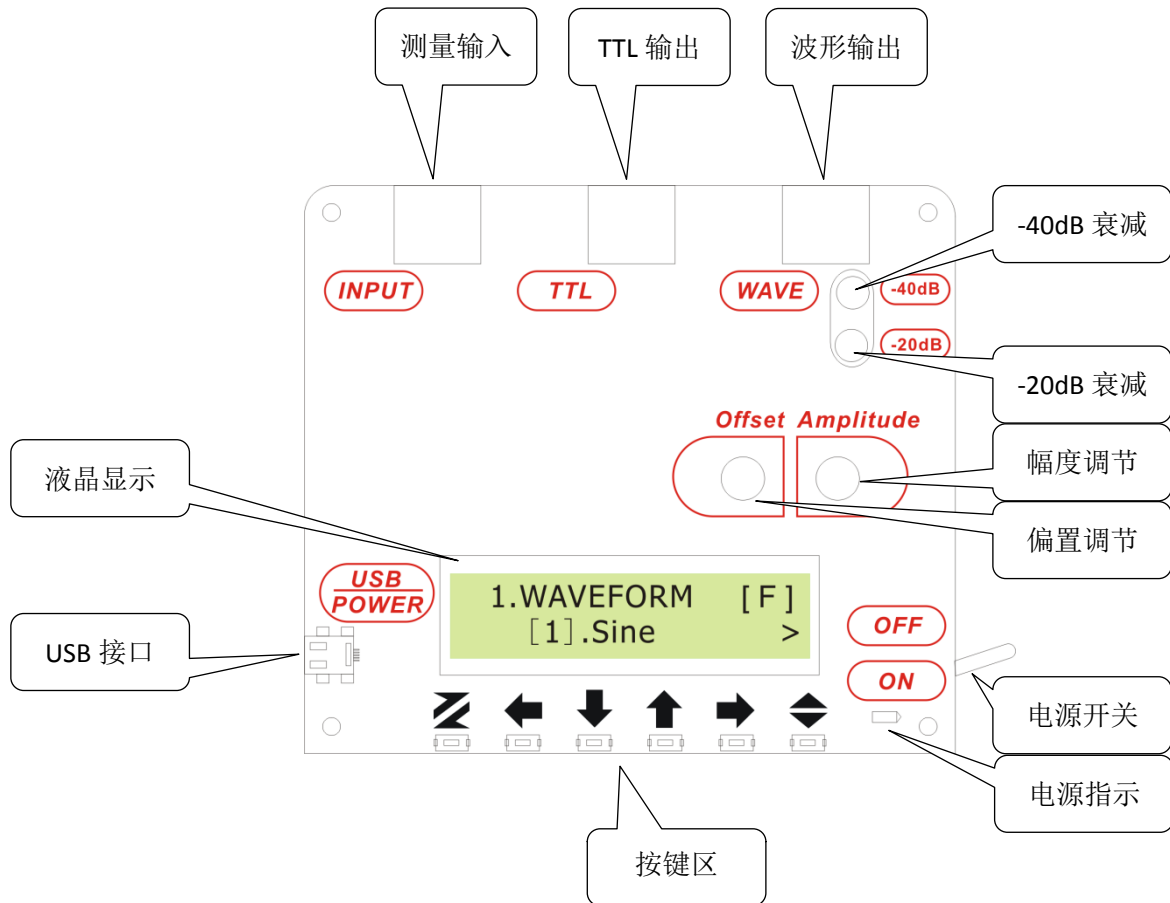 测量输入
TTL 输出
波形输出
-40dB 衰减
INPUT
TTL
WAVE
-40dB
-20dB
-20dB 衰减
Offset Amplitude
幅度调节
液晶显示
偏置调节
USB
POWER
1.WAVEFORM [F]
[1].Sine >
OFF
USB 接口
ON
电源开关
电源指示
按键区